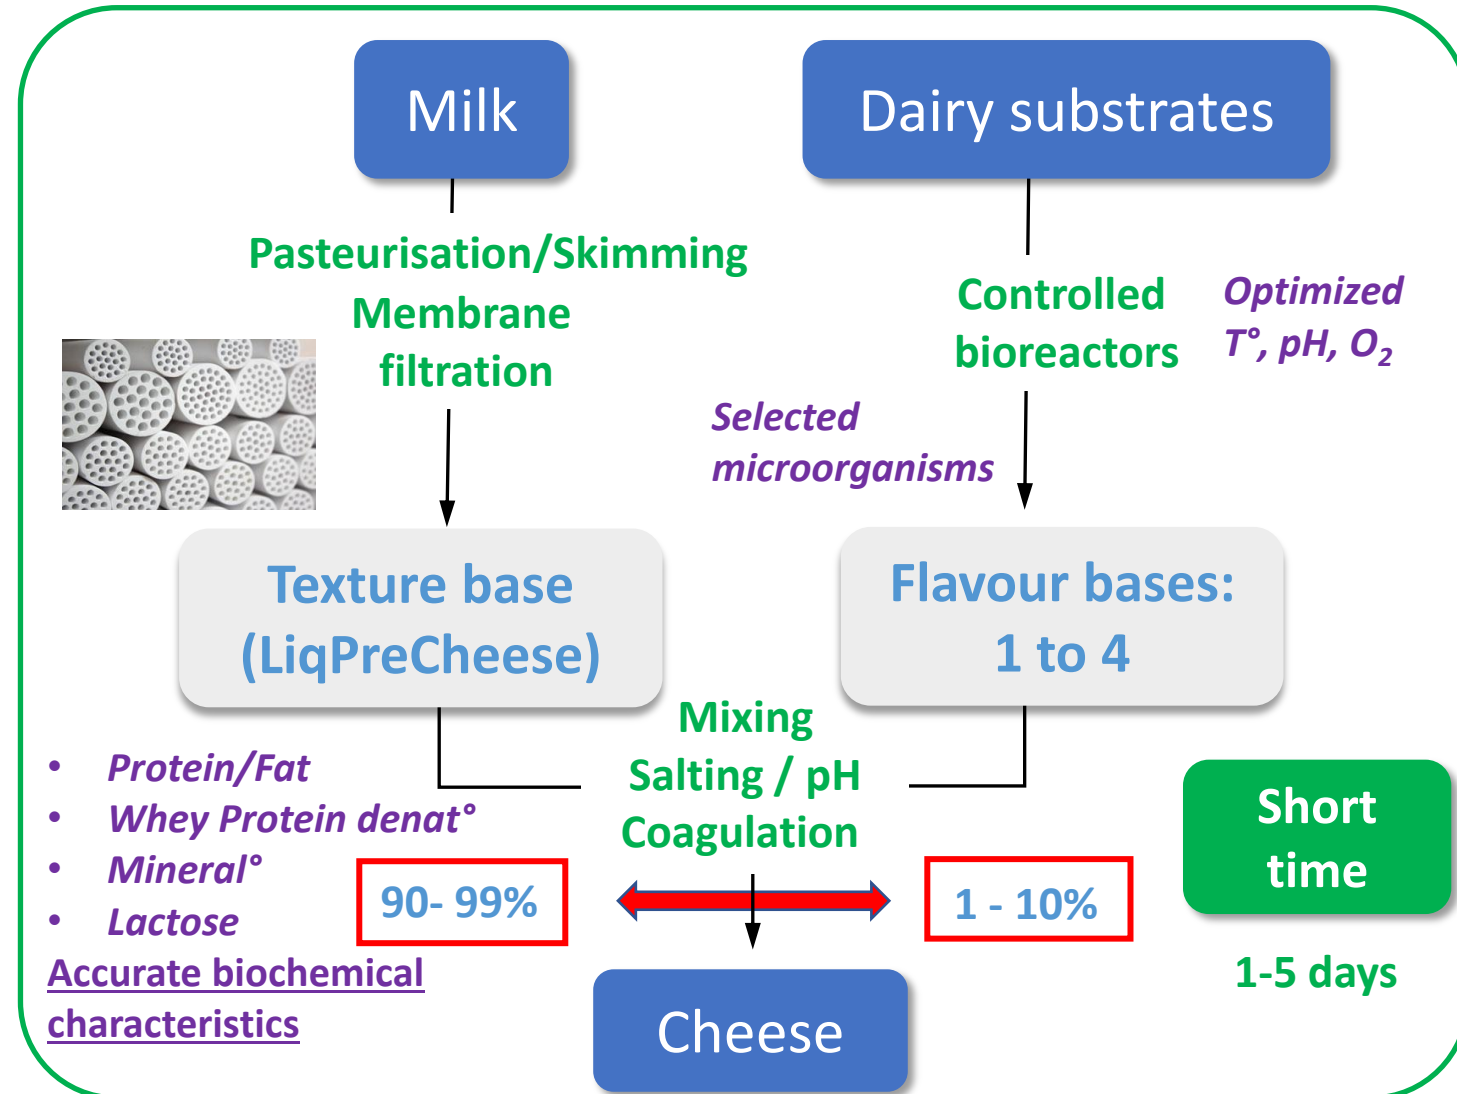 Milk
Dairy substrates
Pasteurisation/Skimming
Membrane
filtration
Controlled
bioreactors
Optimized
T°, pH, O₂
Selected
microorganisms
Texture base
(LiqPreCheese)
Flavour bases:
1 to 4
Mixing
Salting / pH
Coagulation
• Protein/Fat
• Whey Protein denat°
• Mineral°
• Lactose
Accurate biochemical
characteristics
90- 99%
1 - 10%
Short
time
1-5 days
Cheese